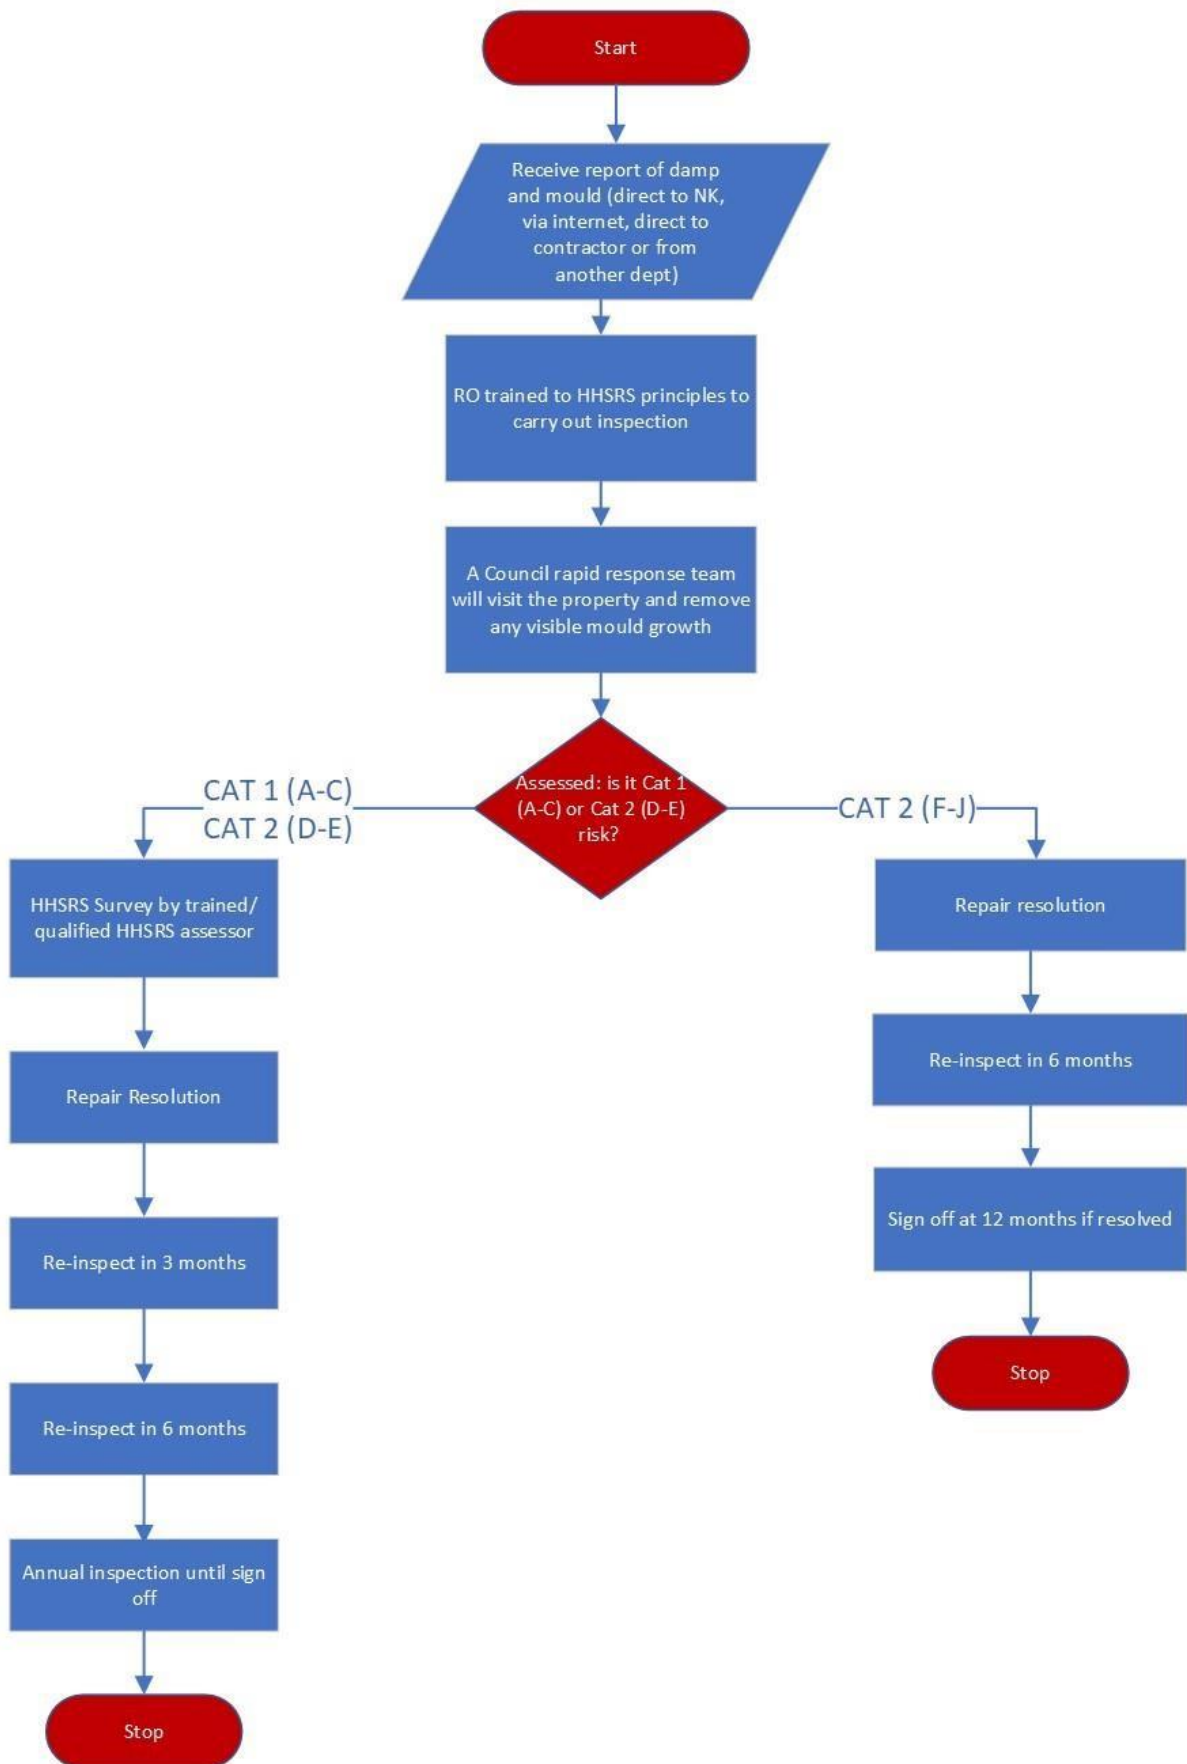 Start
Receive report of damp
and mould (direct to NK,
via internet, direct to
contractor or from
another dept)
RO trained to HHSRS principles to
carry out inspection
A Council rapid response team
will visit the property and remove
any visible mould growth
Assessed: is it Cat 1
(A-C) or Cat 2 (D-E)
risk?
CAT 1 (A-C)
CAT 2 (D-E)
HHSRS Survey by trained/
qualified HHSRS assessor
Repair Resolution
Re-inspect in 3 months
Re-inspect in 6 months
Annual inspection until sign
off
Stop
CAT 2 (F-J)
Repair resolution
Re-inspect in 6 months
Sign off at 12 months if resolved
Stop